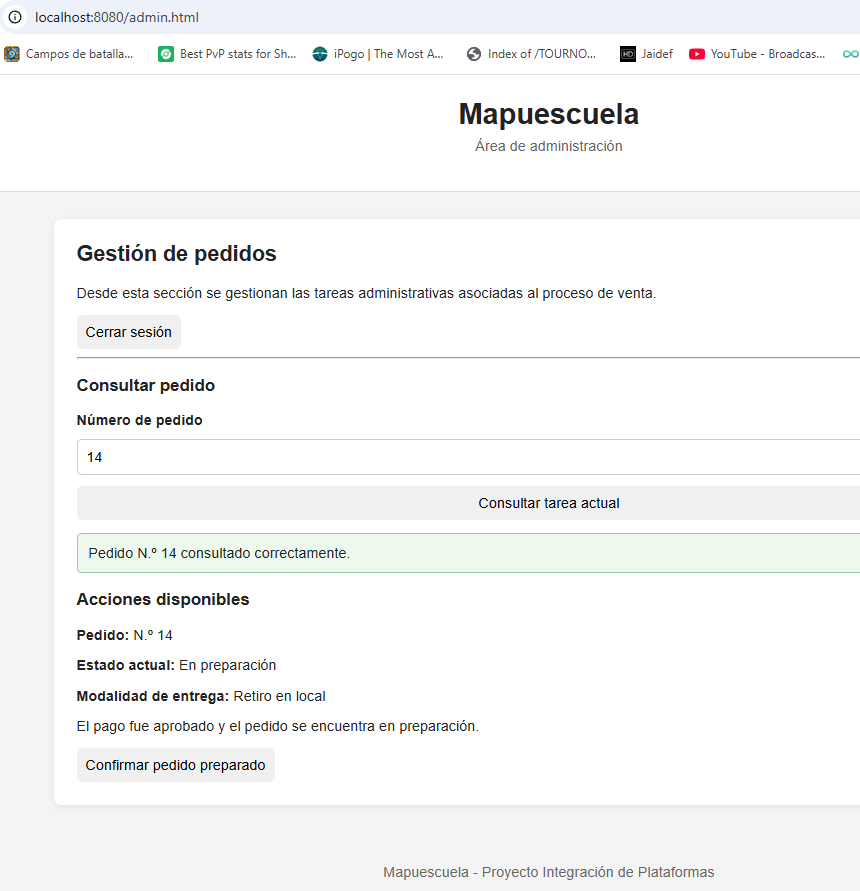 localhost:8080/admin.html
Campos de batalla... Best PvP stats for Sh... iPogo | The Most A... Index of /TOURNO... HD Jaidef YouTube - Broadcas...
Mapuescuela
Área de administración
Gestión de pedidos
Desde esta sección se gestionan las tareas administrativas asociadas al proceso de venta.
Cerrar sesión
Consultar pedido
Número de pedido
14
Consultar tarea actual
Pedido N.º 14 consultado correctamente.
Acciones disponibles
Pedido: N.º 14
Estado actual: En preparación
Modalidad de entrega: Retiro en local
El pago fue aprobado y el pedido se encuentra en preparación.
Confirmar pedido preparado
Mapuescuela - Proyecto Integración de Plataformas